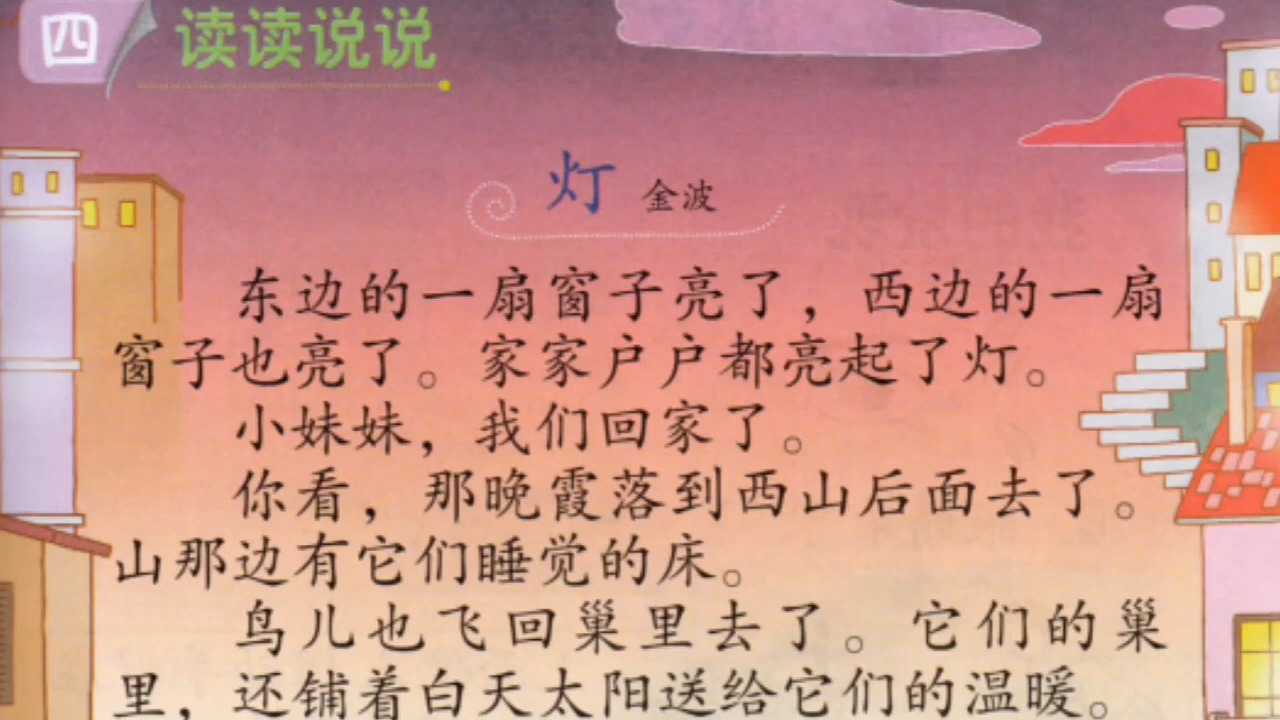 四 读读说说
灯 金波
东边的一扇窗子亮了，西边的一扇
窗子也亮了。家家户户都亮起了灯。
小妹妹，我们回家了。
你看，那晚霞落到西山后面去了。
山那边有它们睡觉的床。
鸟儿也飞回巢里去了。它们的巢
里，还铺着白天太阳送给它们的温暖。